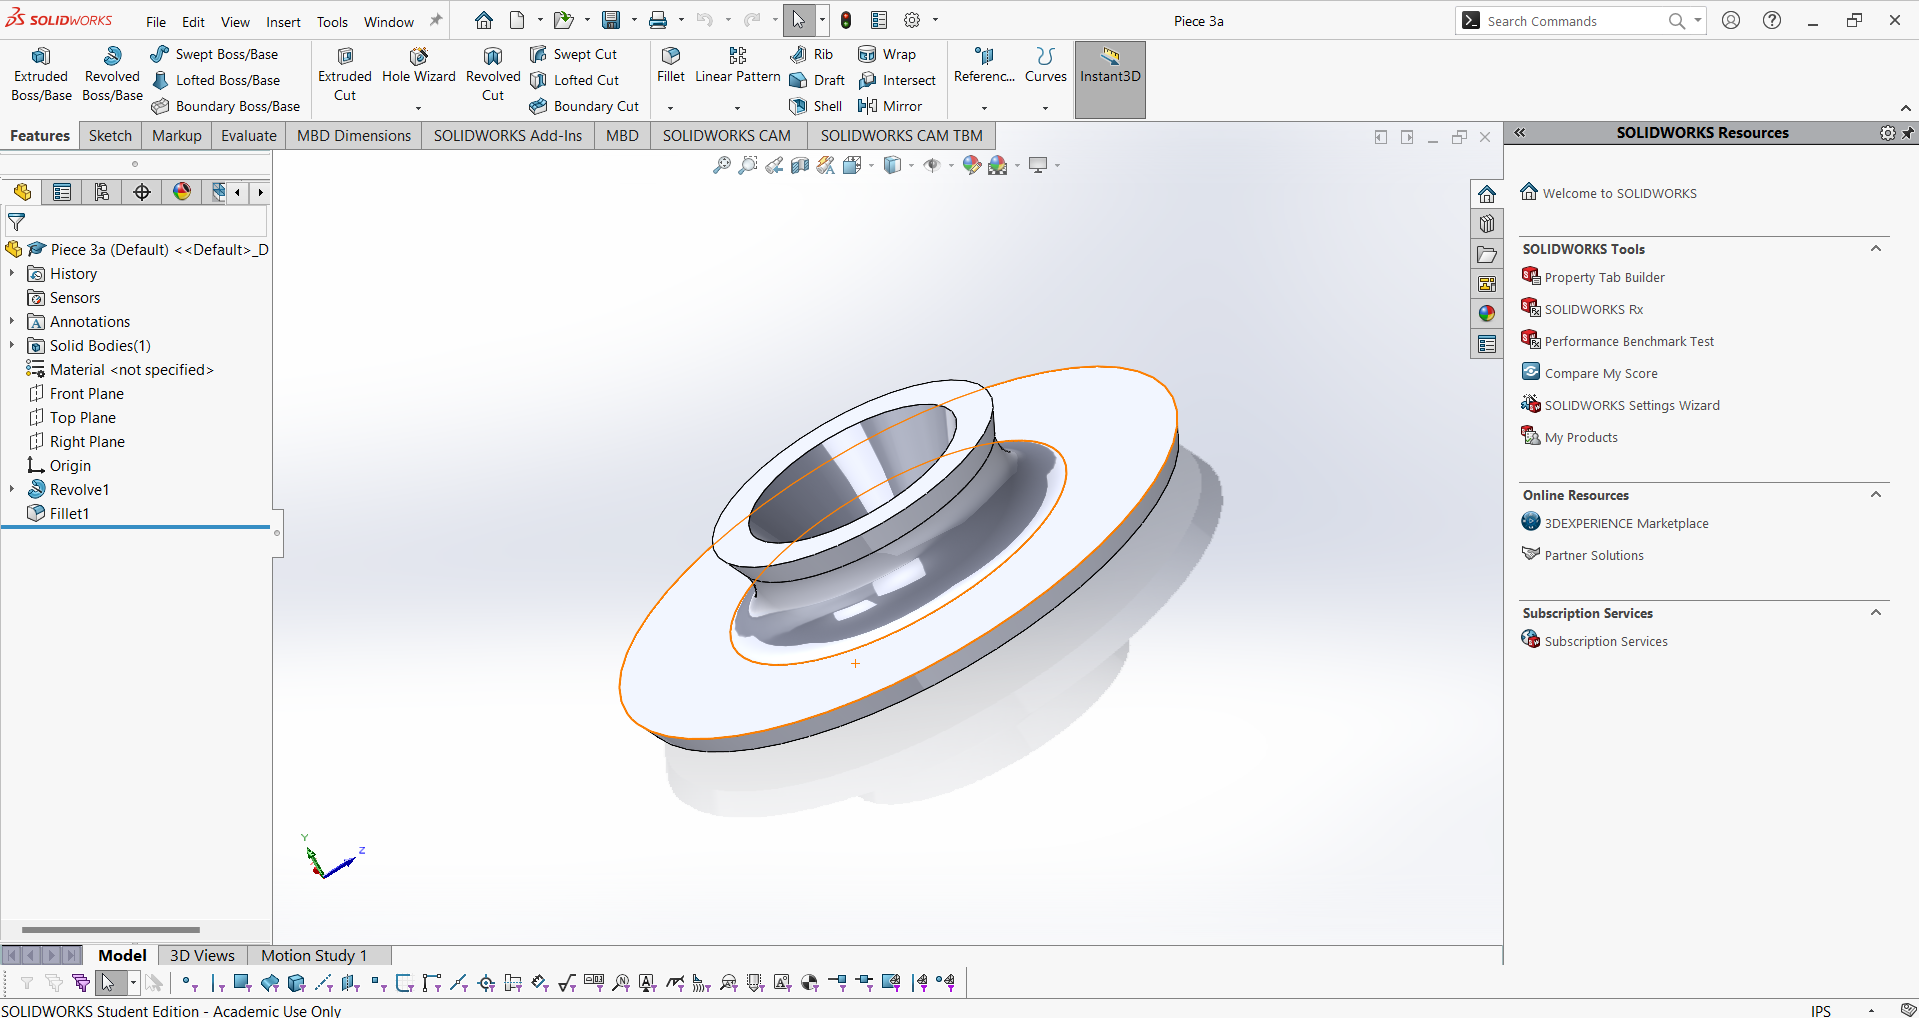 SOLIDWORKS File Edit View Insert Tools Window Piece 3a Search Commands
Extruded Boss/Base
Revolved Boss/Base
Swept Boss/Base
Lofted Boss/Base
Boundary Boss/Base
Extruded Cut
Hole Wizard
Revolved Cut
Swept Cut
Lofted Cut
Boundary Cut
Fillet
Linear Pattern
Rib
Draft
Shell
Wrap
Intersect
Mirror
Referenc...
Curves
Instant3D
Features Sketch Markup Evaluate MBD Dimensions SOLIDWORKS Add-Ins MBD SOLIDWORKS CAM SOLIDWORKS CAM TBM
Piece 3a (Default) <<Default>_D
History
Sensors
Annotations
Solid Bodies(1)
Material <not specified>
Front Plane
Top Plane
Right Plane
Origin
Revolve1
Fillet1
Y
Z
SOLIDWORKS Resources
Welcome to SOLIDWORKS
SOLIDWORKS Tools
Property Tab Builder
SOLIDWORKS Rx
Performance Benchmark Test
Compare My Score
SOLIDWORKS Settings Wizard
My Products
Online Resources
3DEXPERIENCE Marketplace
Partner Solutions
Subscription Services
Subscription Services
Model 3D Views Motion Study 1
SOLIDWORKS Student Edition - Academic Use Only
IPS